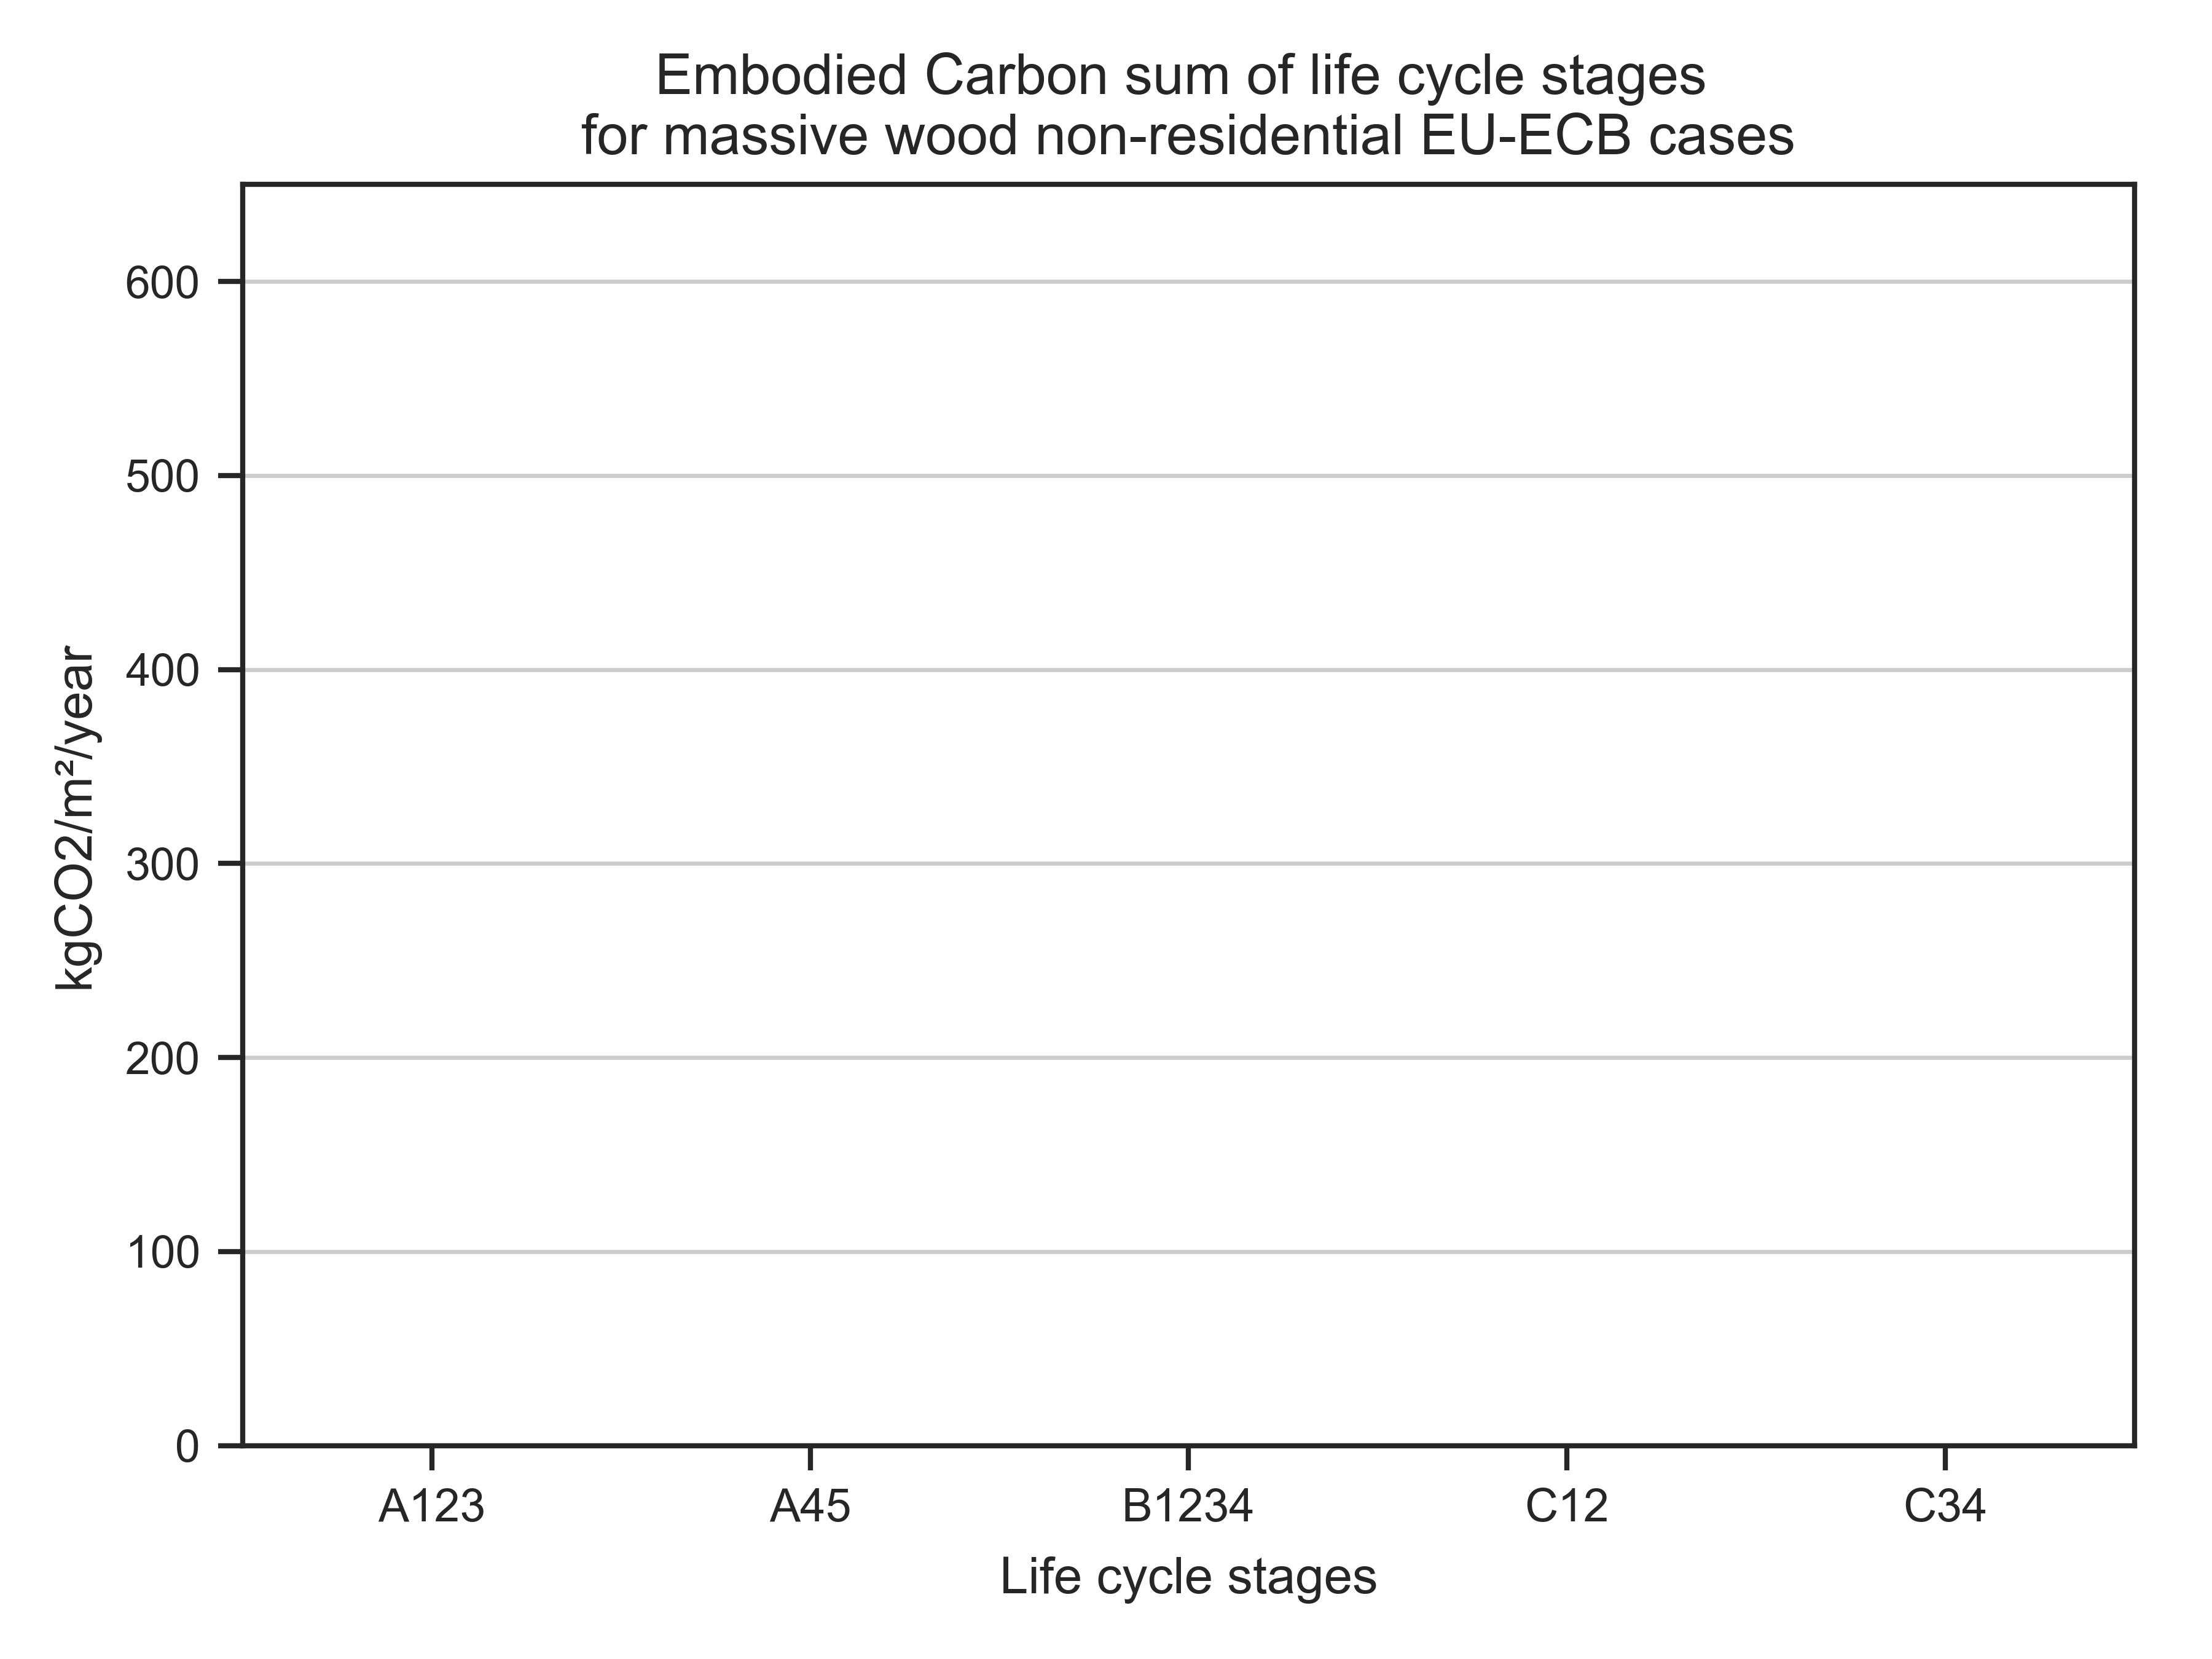 Embodied Carbon sum of life cycle stages
for massive wood non-residential EU-ECB cases
kgCO2/m²/year
600
500
400
300
200
100
0
A123 A45 B1234 C12 C34
Life cycle stages